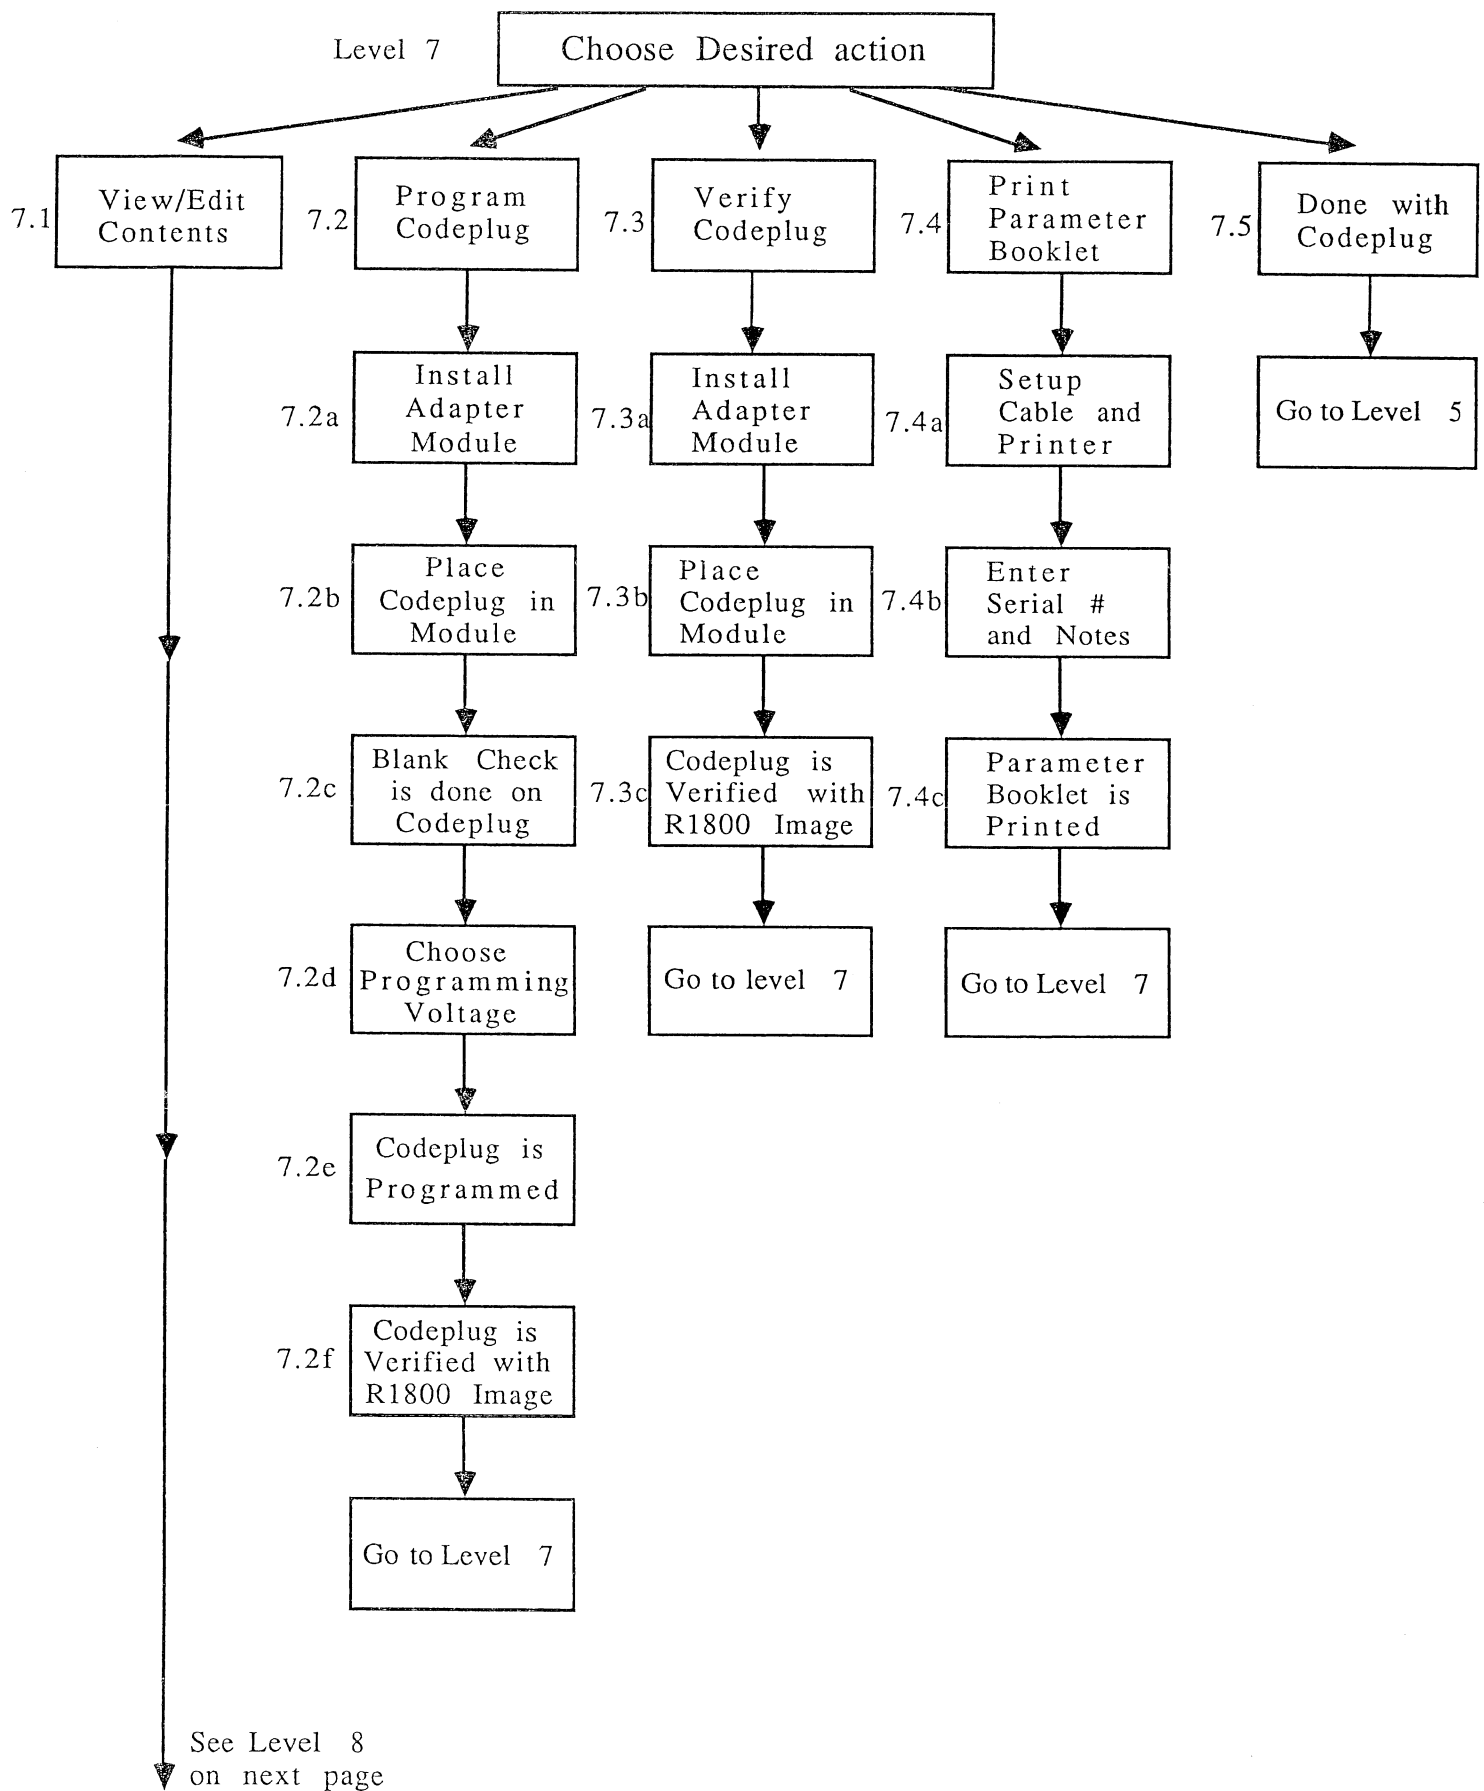 Level 7
Choose Desired action
7.1
View/Edit
Contents
7.2
Program
Codeplug
7.3
Verify
Codeplug
7.4
Print
Parameter
Booklet
7.5
Done with
Codeplug
7.2a
Install
Adapter
Module
7.3a
Install
Adapter
Module
7.4a
Setup
Cable and
Printer
Go to Level 5
7.2b
Place
Codeplug in
Module
7.3b
Place
Codeplug in
Module
7.4b
Enter
Serial #
and Notes
7.2c
Blank Check
is done on
Codeplug
7.3c
Codeplug is
Verified with
R1800 Image
7.4c
Parameter
Booklet is
Printed
7.2d
Choose
Programming
Voltage
Go to level 7
Go to Level 7
7.2e
Codeplug is
Programmed
7.2f
Codeplug is
Verified with
R1800 Image
Go to Level 7
See Level 8
on next page